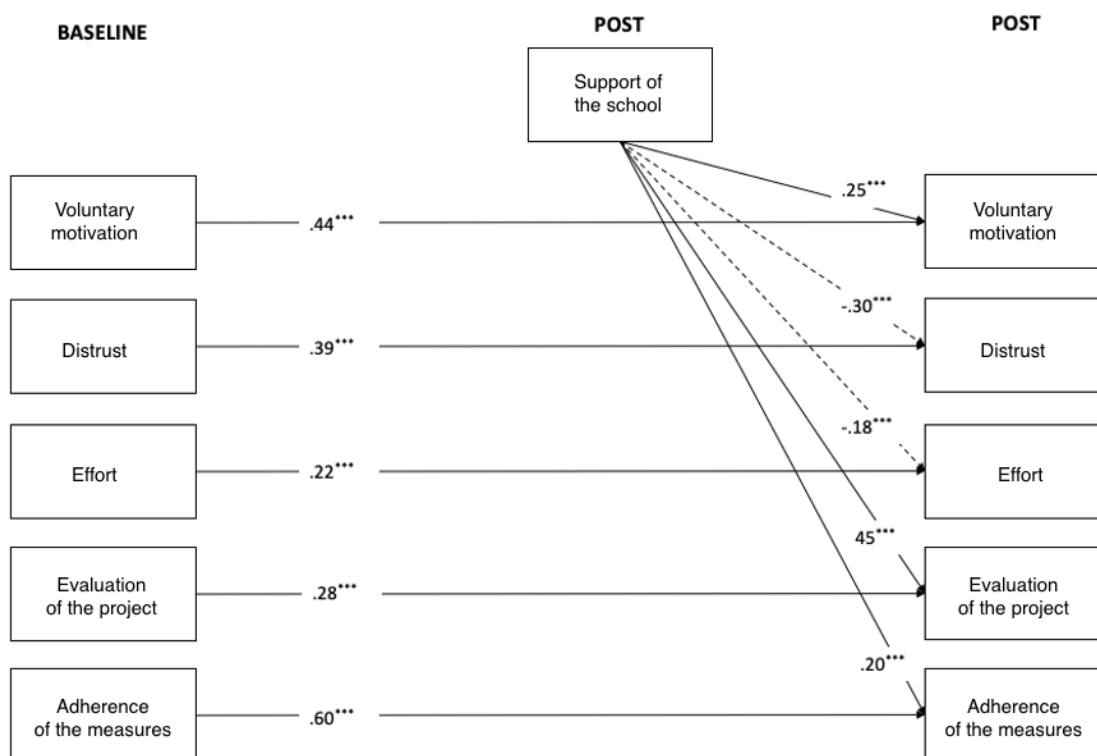 BASELINE
POST
POST
Support of
the school
Voluntary
motivation
.44***
.25***
Voluntary
motivation
Distrust
.39***
-.30***
Distrust
Effort
.22***
-.18***
Effort
Evaluation
of the project
.28***
45***
Evaluation
of the project
Adherence
of the measures
.60***
.20***
Adherence
of the measures